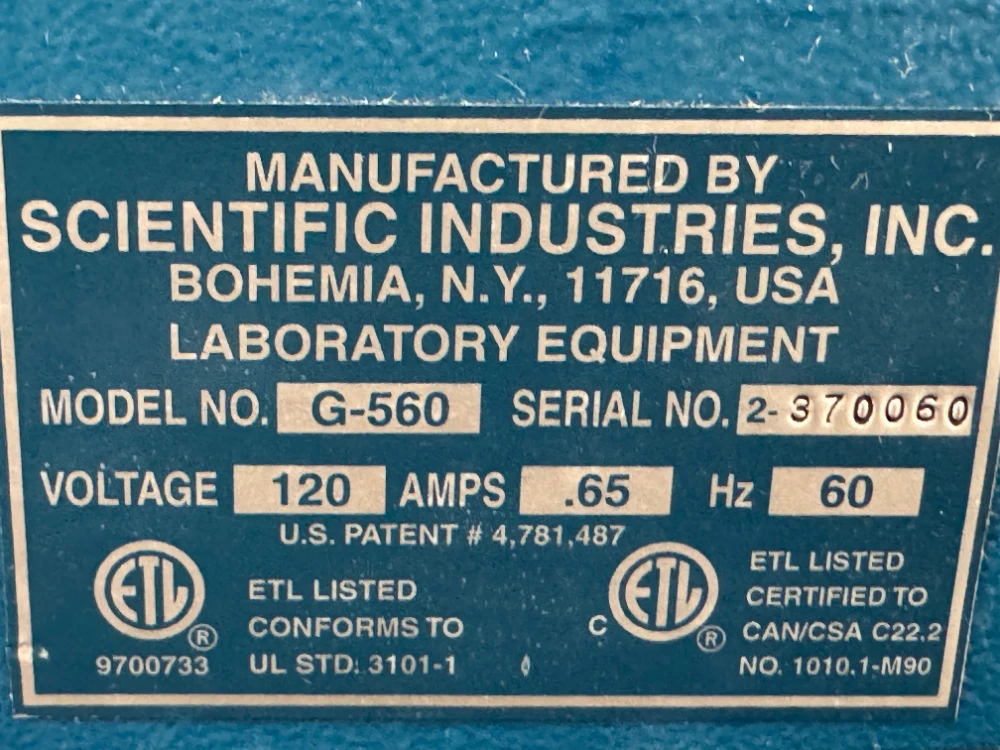 MANUFACTURED BY
SCIENTIFIC INDUSTRIES, INC.
BOHEMIA, N.Y., 11716, USA
LABORATORY EQUIPMENT
MODEL NO. G-560 SERIAL NO. 2-370060
VOLTAGE 120 AMPS .65 Hz 60
U.S. PATENT # 4,781,487
ETL ® 9700733
ETL LISTED
CONFORMS TO
UL STD. 3101-1
C ETL ®
ETL LISTED
CERTIFIED TO
CAN/CSA C22.2
NO. 1010.1-M90